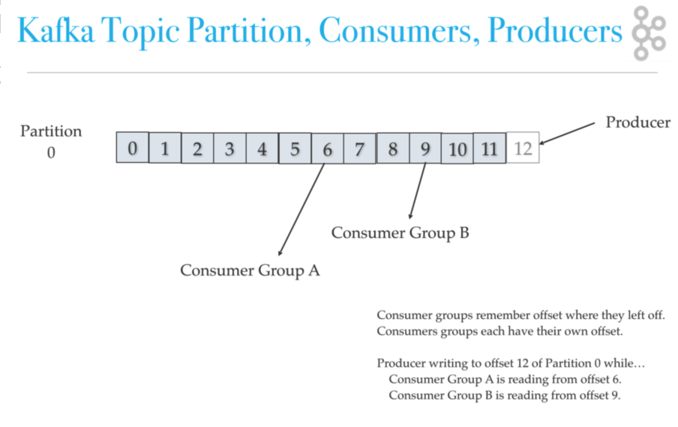 Kafka Topic Partition, Consumers, Producers
Producer
Partition
0
0 1 2 3 4 5 6 7 8 9 10 11 12
Consumer Group B
Consumer Group A
Consumer groups remember offset where they left off.
Consumers groups each have their own offset.
Producer writing to offset 12 of Partition 0 while…
Consumer Group A is reading from offset 6.
Consumer Group B is reading from offset 9.